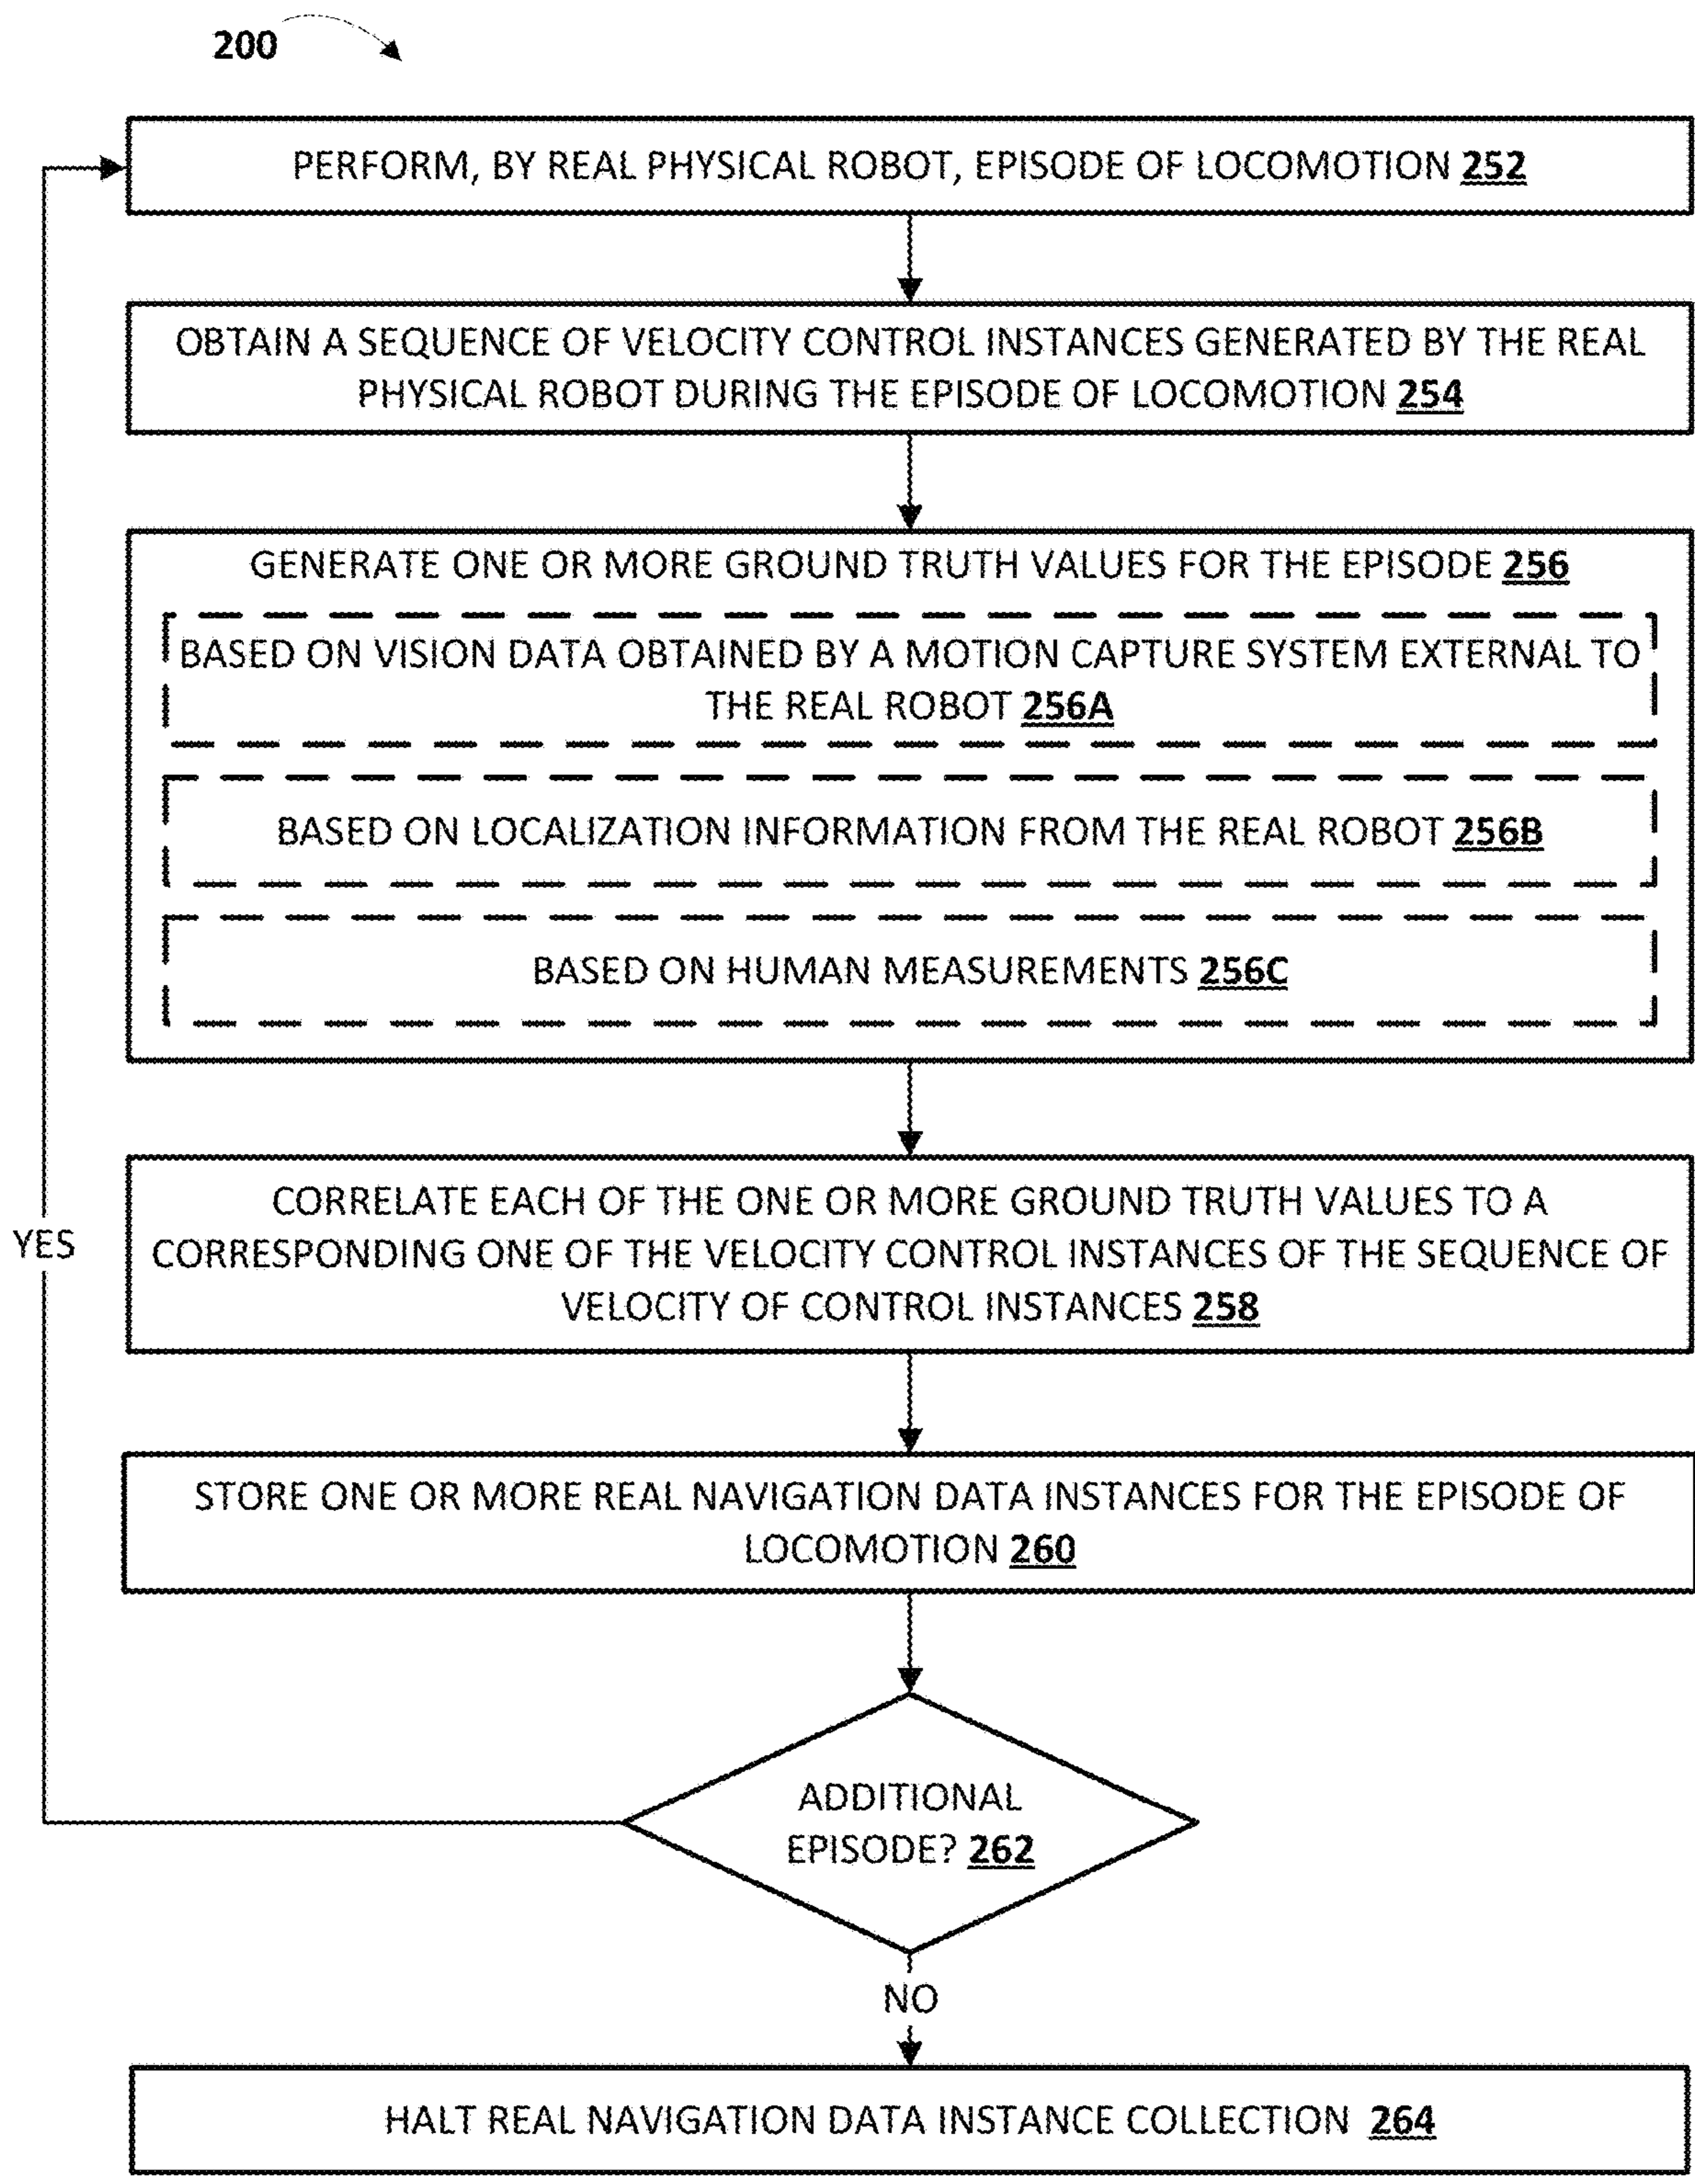 200
PERFORM, BY REAL PHYSICAL ROBOT, EPISODE OF LOCOMOTION 252
OBTAIN A SEQUENCE OF VELOCITY CONTROL INSTANCES GENERATED BY THE REAL
PHYSICAL ROBOT DURING THE EPISODE OF LOCOMOTION 254
GENERATE ONE OR MORE GROUND TRUTH VALUES FOR THE EPISODE 256
BASED ON VISION DATA OBTAINED BY A MOTION CAPTURE SYSTEM EXTERNAL TO
THE REAL ROBOT 256A
BASED ON LOCALIZATION INFORMATION FROM THE REAL ROBOT 256B
BASED ON HUMAN MEASUREMENTS 256C
CORRELATE EACH OF THE ONE OR MORE GROUND TRUTH VALUES TO A
CORRESPONDING ONE OF THE VELOCITY CONTROL INSTANCES OF THE SEQUENCE OF
VELOCITY OF CONTROL INSTANCES 258
YES
STORE ONE OR MORE REAL NAVIGATION DATA INSTANCES FOR THE EPISODE OF
LOCOMOTION 260
ADDITIONAL
EPISODE? 262
NO
HALT REAL NAVIGATION DATA INSTANCE COLLECTION 264